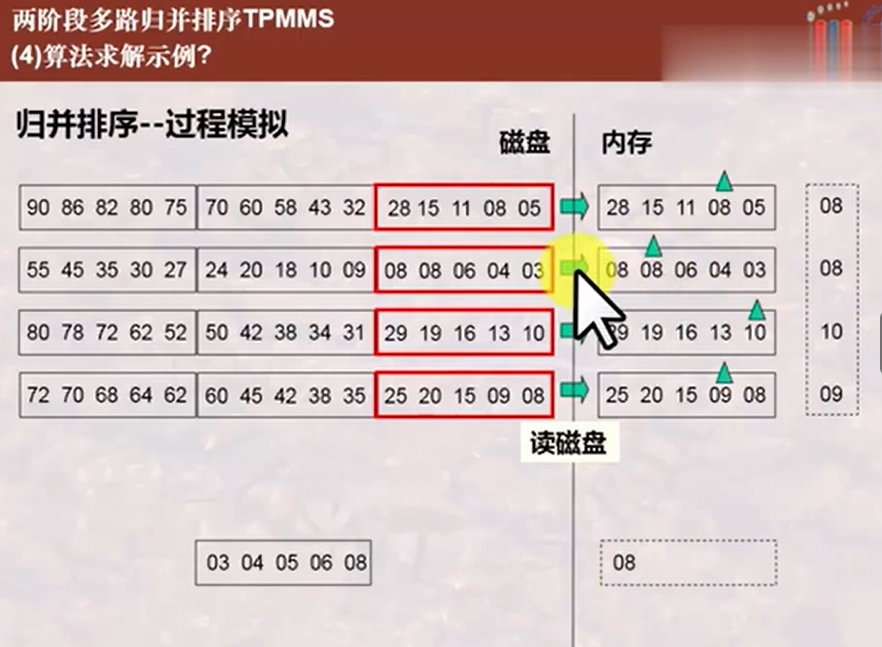 两阶段多路归并排序TPMMS
(4)算法求解示例?
归并排序--过程模拟
磁盘 内存
90 86 82 80 75 70 60 58 43 32 28 15 11 08 05 28 15 11 08 05 08
55 45 35 30 27 24 20 18 10 09 08 08 06 04 03 08 08 06 04 03 08
80 78 72 62 52 50 42 38 34 31 29 19 16 13 10 19 16 13 10 10
72 70 68 64 62 60 45 42 38 35 25 20 15 09 08 25 20 15 09 08 09
读磁盘
03 04 05 06 08 08